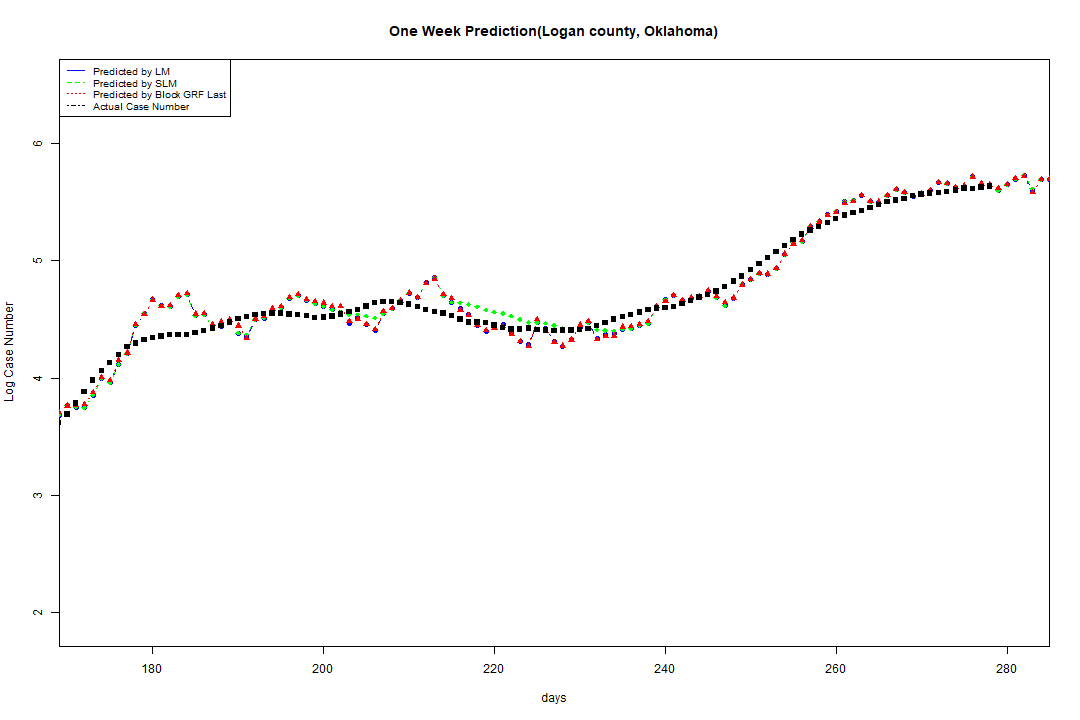 One Week Prediction(Logan county, Oklahoma)
Predicted by LM
Predicted by SLM
Predicted by Block GRF Last
Actual Case Number
6
5
4
3
2
Log Case Number
180 200 220 240 260 280
days